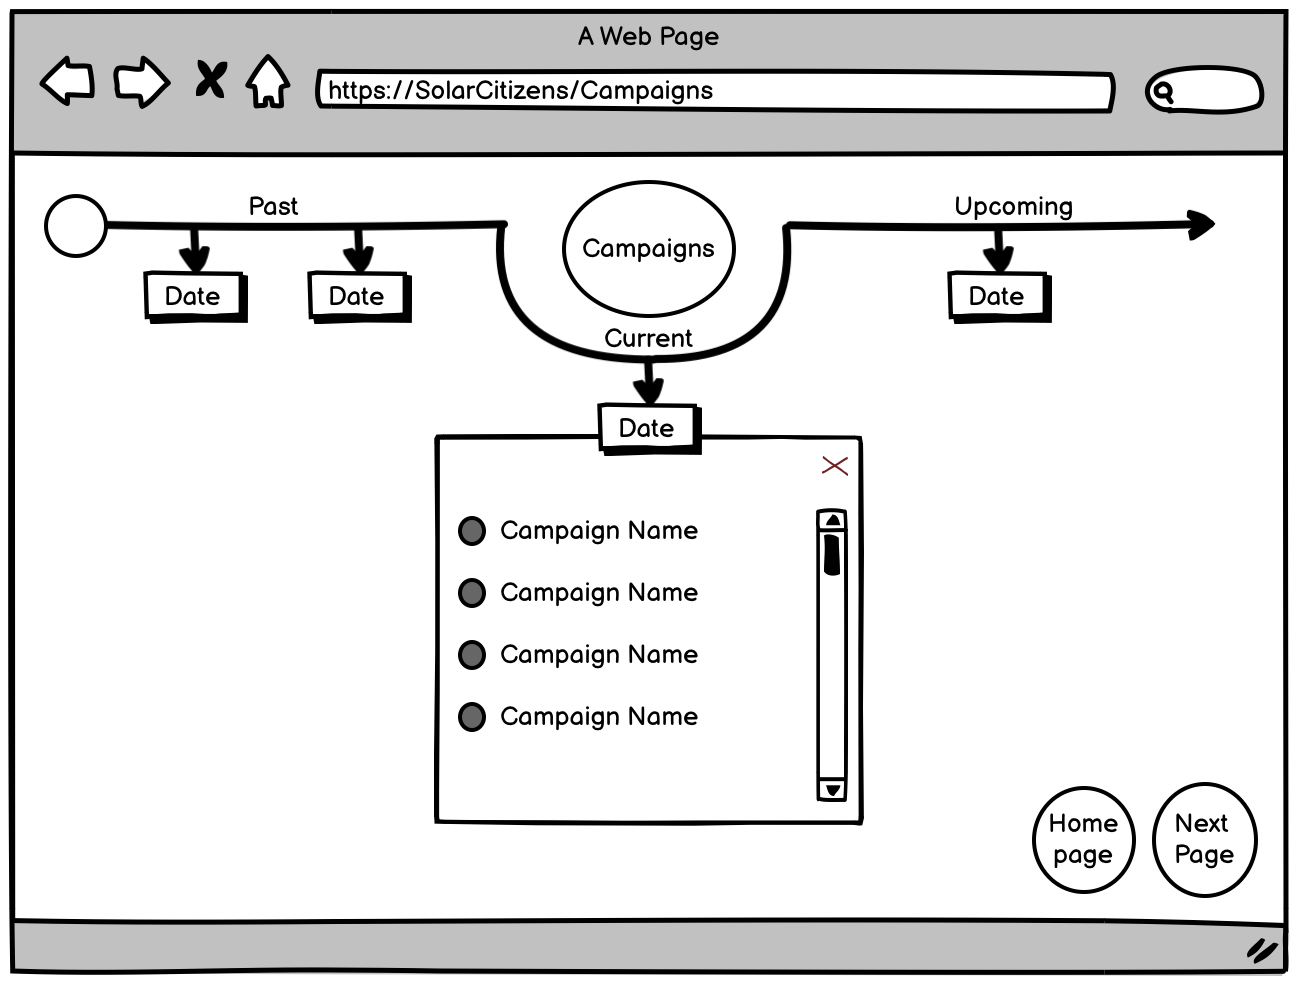 A Web Page
https://SolarCitizens/Campaigns
Past
Upcoming
Campaigns
Date
Date
Date
Current
Date
Campaign Name
Campaign Name
Campaign Name
Campaign Name
Home
page
Next
Page